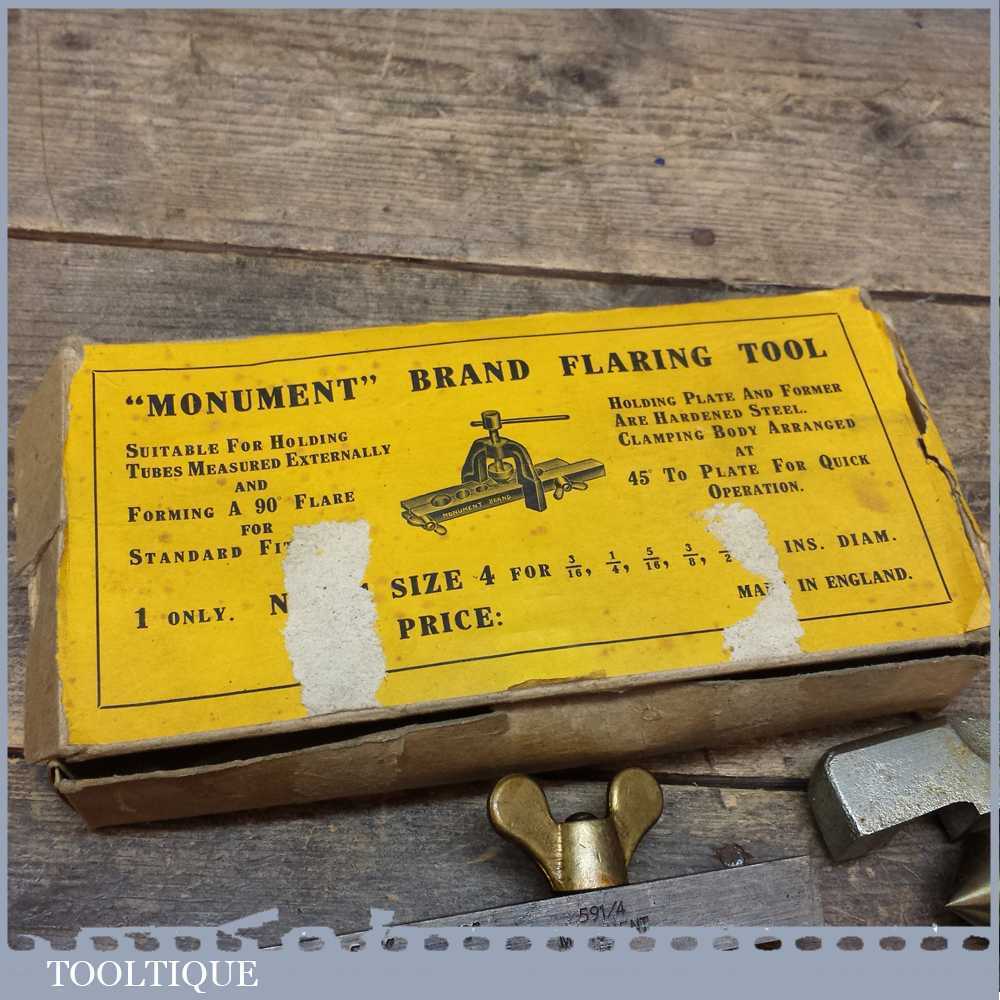 “MONUMENT” BRAND FLARING TOOL
SUITABLE FOR HOLDING
TUBES MEASURED EXTERNALLY
AND
FORMING A 90° FLARE
FOR
STANDARD FIT
HOLDING PLATE AND FORMER
ARE HARDENED STEEL.
CLAMPING BODY ARRANGED
AT
45° TO PLATE FOR QUICK
OPERATION.
MONUMENT BRAND
1 ONLY. N SIZE 4 FOR 3/16, 1/4, 5/16, 3/8, INS. DIAM.
PRICE:
MA IN ENGLAND.
591/4
TOOLTIQUE